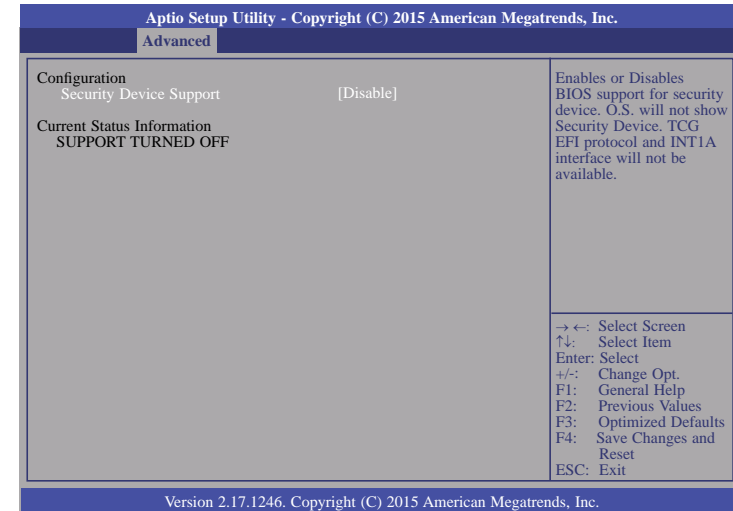 Aptio Setup Utility - Copyright (C) 2015 American Megatrends, Inc.
Advanced
Configuration
Security Device Support [Disable]
Current Status Information
SUPPORT TURNED OFF
Enables or Disables
BIOS support for security
device. O.S. will not show
Security Device. TCG
EFI protocol and INT1A
interface will not be
available.
→ ←: Select Screen
↑↓: Select Item
Enter: Select
+/-: Change Opt.
F1: General Help
F2: Previous Values
F3: Optimized Defaults
F4: Save Changes and
Reset
ESC: Exit
Version 2.17.1246. Copyright (C) 2015 American Megatrends, Inc.